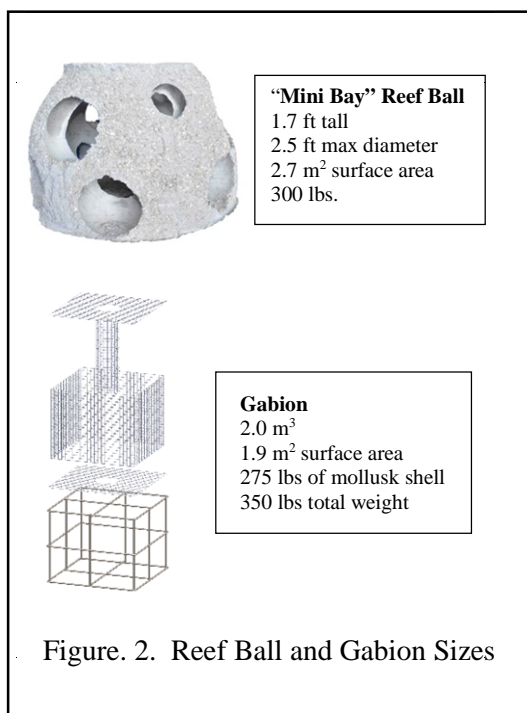 “Mini Bay” Reef Ball
1.7 ft tall
2.5 ft max diameter
2.7 m² surface area
300 lbs.
Gabion
2.0 m³
1.9 m² surface area
275 lbs of mollusk shell
350 lbs total weight
Figure. 2. Reef Ball and Gabion Sizes